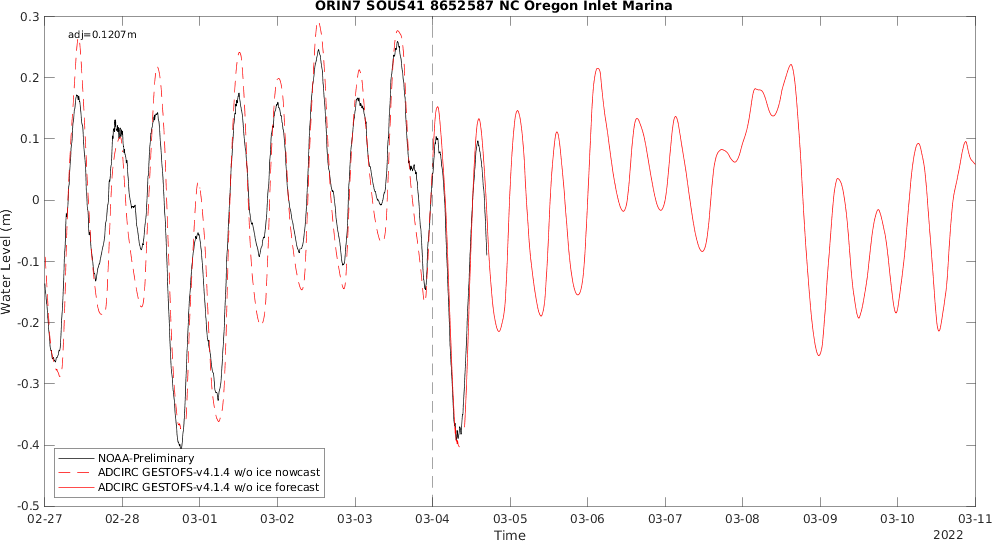 ORIN7 SOUS41 8652587 NC Oregon Inlet Marina
adj=0.1207m
0.3
0.2
0.1
0
-0.1
-0.2
-0.3
-0.4
-0.5
Water Level (m)
NOAA-Preliminary
ADCIRC GESTOFS-v4.1.4 w/o ice nowcast
ADCIRC GESTOFS-v4.1.4 w/o ice forecast
02-27 02-28 03-01 03-02 03-03 03-04 03-05 03-06 03-07 03-08 03-09 03-10 03-11
Time
2022